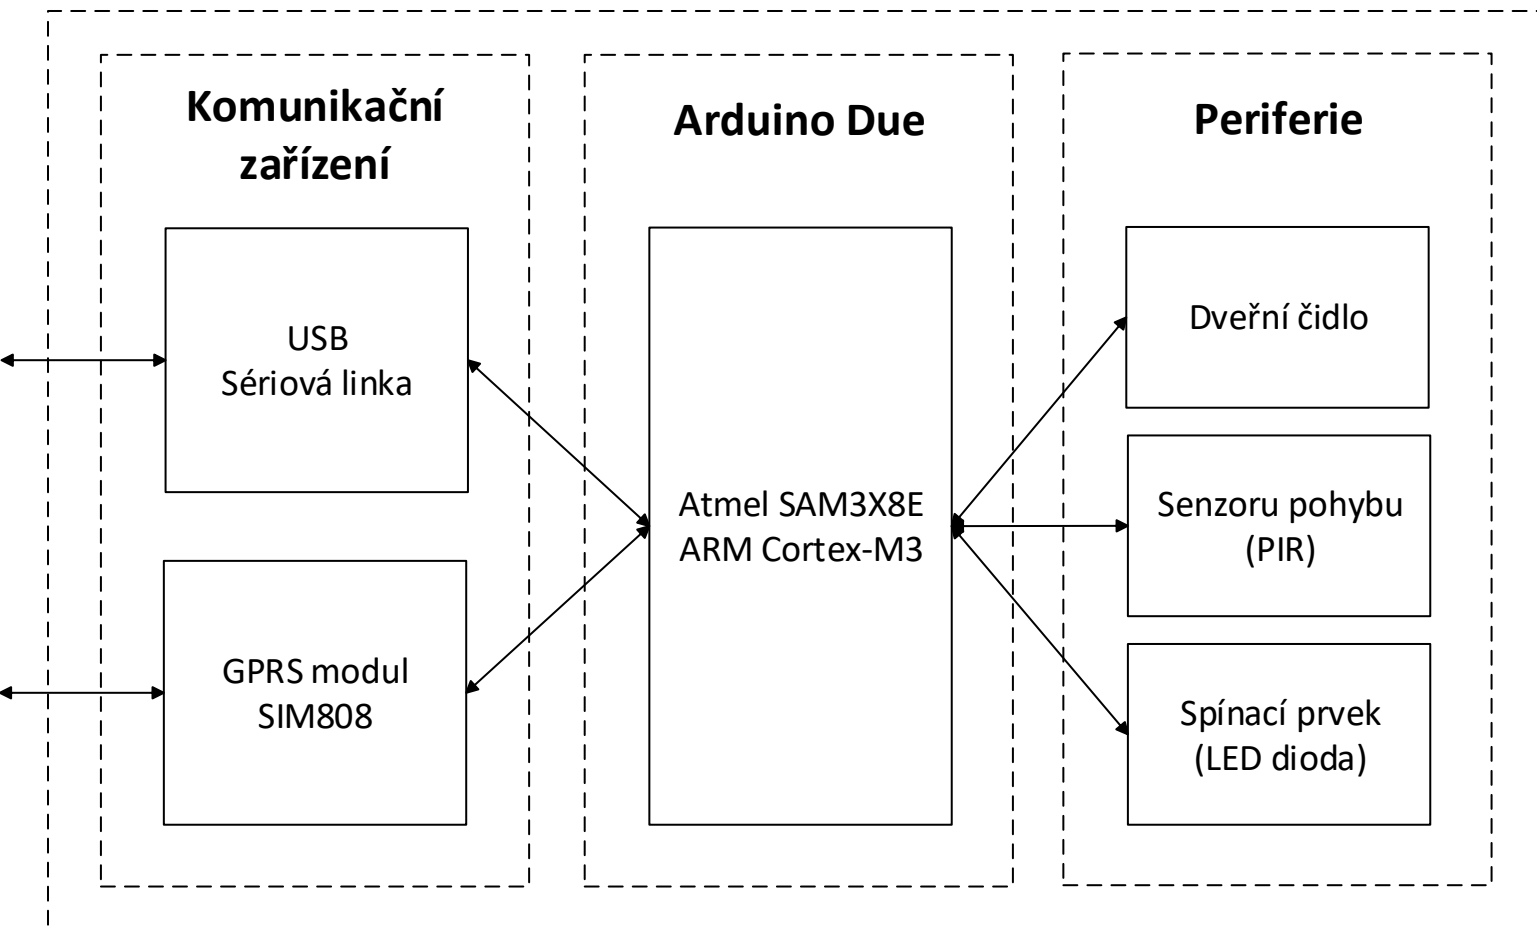 Komunikační
zařízení
USB
Sériová linka
GPRS modul
SIM808
Arduino Due
Atmel SAM3X8E
ARM Cortex-M3
Periferie
Dveřní čidlo
Senzoru pohybu
(PIR)
Spínací prvek
(LED dioda)